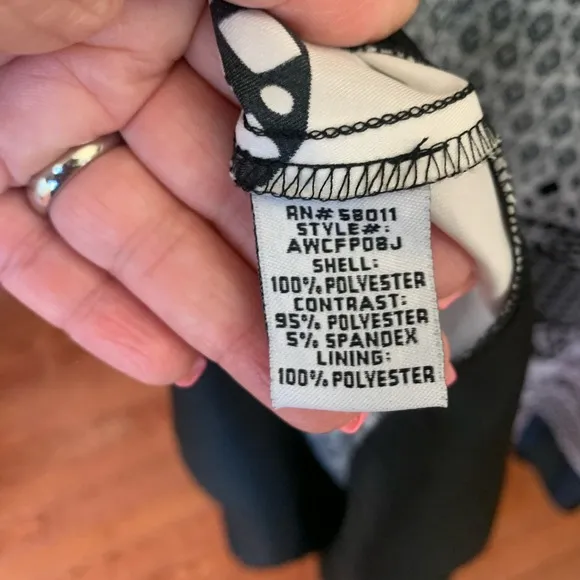 RN# 58011
STYLE#:
AWCFP08J
SHELL:
100% POLYESTER
CONTRAST:
95% POLYESTER
5% SPANDEX
LINING:
100% POLYESTER